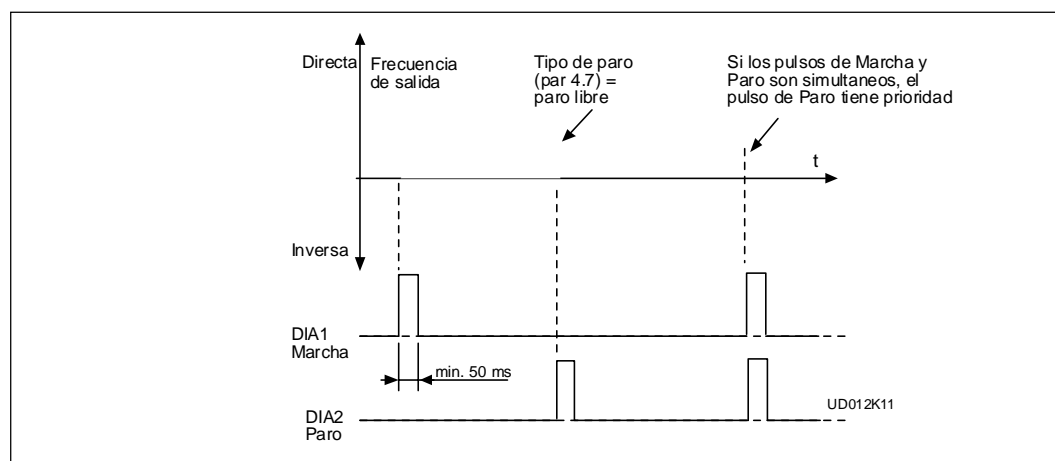 Directa
Frecuencia
de salida
Tipo de paro
(par 4.7) =
paro libre
Si los pulsos de Marcha y
Paro son simultaneos, el
pulso de Paro tiene prioridad
t
Inversa
DIA1
Marcha
min. 50 ms
DIA2
Paro
UD012K11